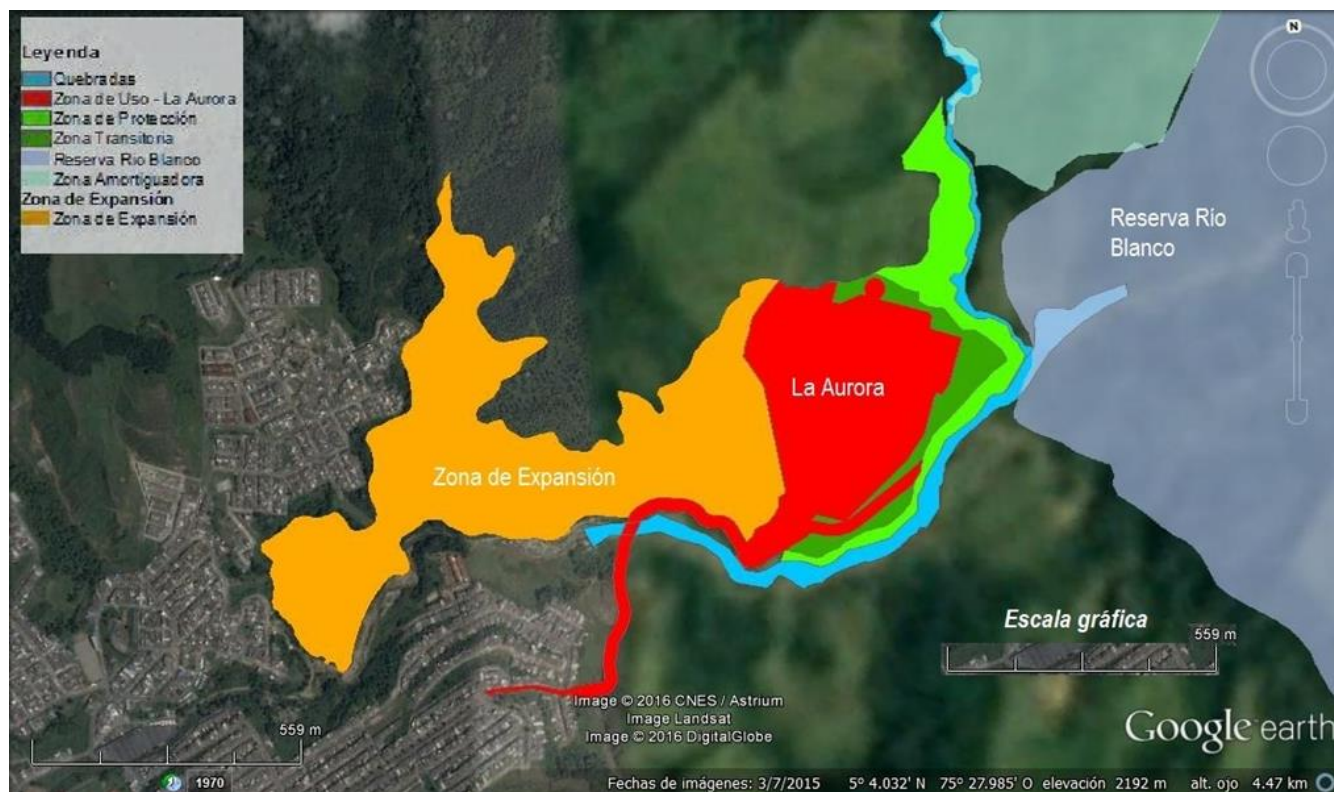 Leyenda
Quebradas
Zona de Uso - La Aurora
Zona de Protección
Zona Transitoria
Reserva Rio Blanco
Zona Amortiguadora
Zona de Expansión
Zona de Expansión
N
Reserva Rio
Blanco
La Aurora
Zona de Expansión
Escala gráfica
559 m
Image © 2016 CNES / Astrium
Image Landsat
Image © 2016 DigitalGlobe
559 m
Google earth
1970
Fechas de imágenes: 3/7/2015 5° 4.032' N 75° 27.985' O elevación 2192 m alt. ojo 4.47 km